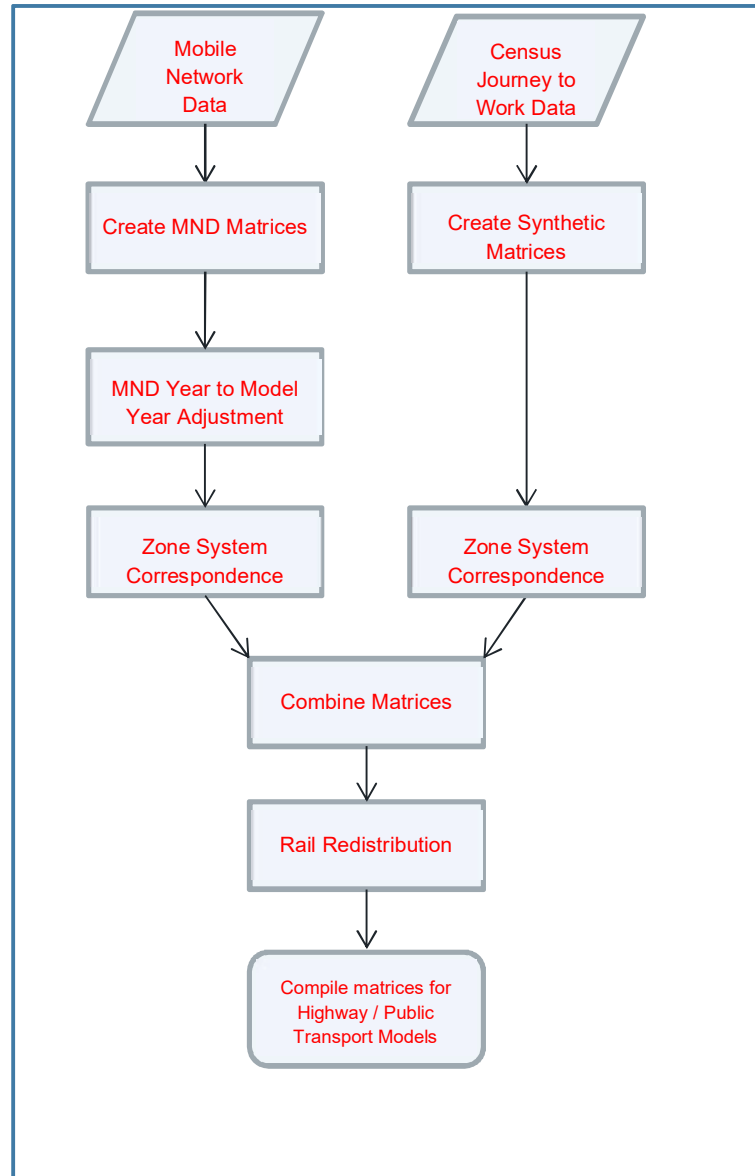 Mobile
Network
Data
Census
Journey to
Work Data
Create MND Matrices
Create Synthetic
Matrices
MND Year to Model
Year Adjustment
Zone System
Correspondence
Zone System
Correspondence
Combine Matrices
Rail Redistribution
Compile matrices for
Highway / Public
Transport Models